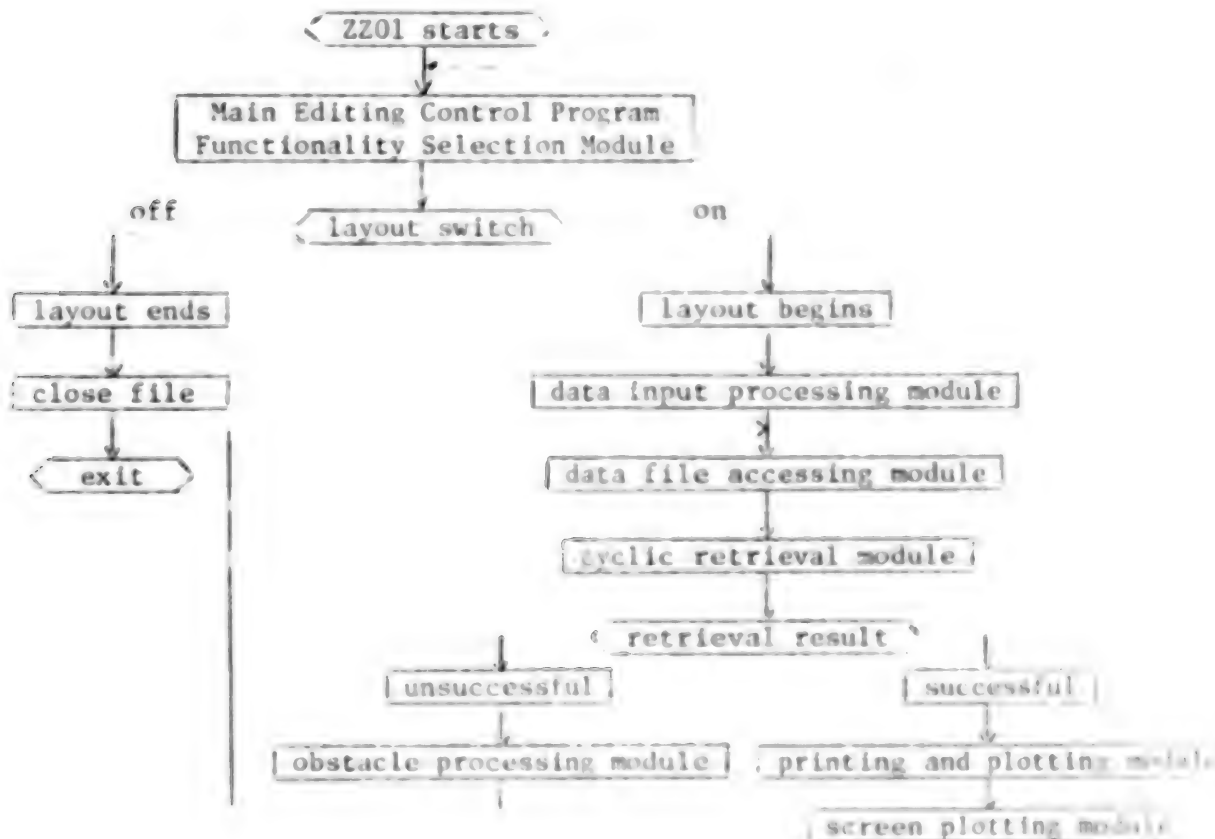 ZZ01 starts
Main Editing Control Program
Functionality Selection Module
off
layout switch
on
layout ends
layout begins
close file
data input processing module
exit
data file accessing module
cyclic retrieval module
retrieval result
unsuccessful
successful
obstacle processing module
printing and plotting module
screen plotting module